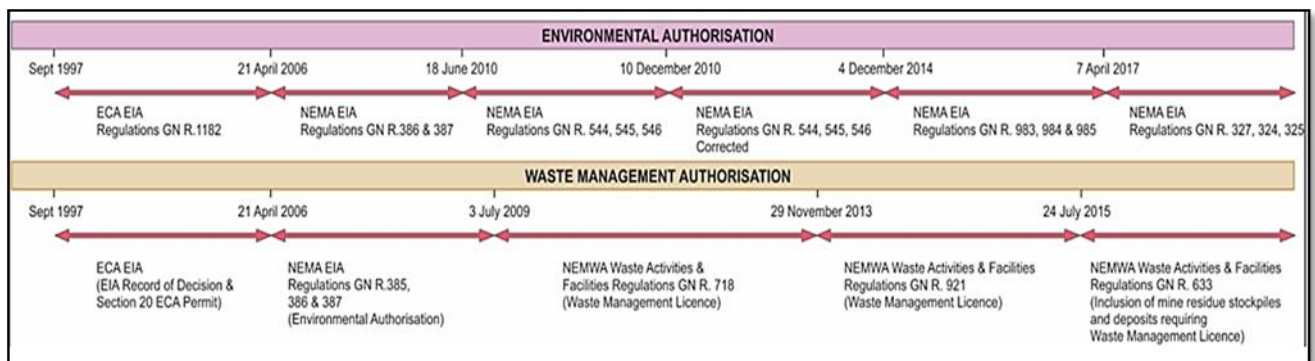 ENVIRONMENTAL AUTHORISATION
Sept 1997
21 April 2006
18 June 2010
10 December 2010
4 December 2014
7 April 2017
ECA EIA
Regulations GN R.1182
NEMA EIA
Regulations GN R.386 & 387
NEMA EIA
Regulations GN R. 544, 545, 546
NEMA EIA
Regulations GN R. 544, 545, 546
Corrected
NEMA EIA
Regulations GN R. 983, 984 & 985
NEMA EIA
Regulations GN R. 327, 324, 325
WASTE MANAGEMENT AUTHORISATION
Sept 1997
21 April 2006
3 July 2009
29 November 2013
24 July 2015
ECA EIA
(EIA Record of Decision &
Section 20 ECA Permit)
NEMA EIA
Regulations GN R.385,
386 & 387
(Environmental Authorisation)
NEMWA Waste Activities &
Facilities Regulations GN R. 718
(Waste Management Licence)
NEMWA Waste Activities & Facilities
Regulations GN R. 921
(Waste Management Licence)
NEMWA Waste Activities & Facilities
Regulations GN R. 633
(Inclusion of mine residue stockpiles
and deposits requiring
Waste Management Licence)